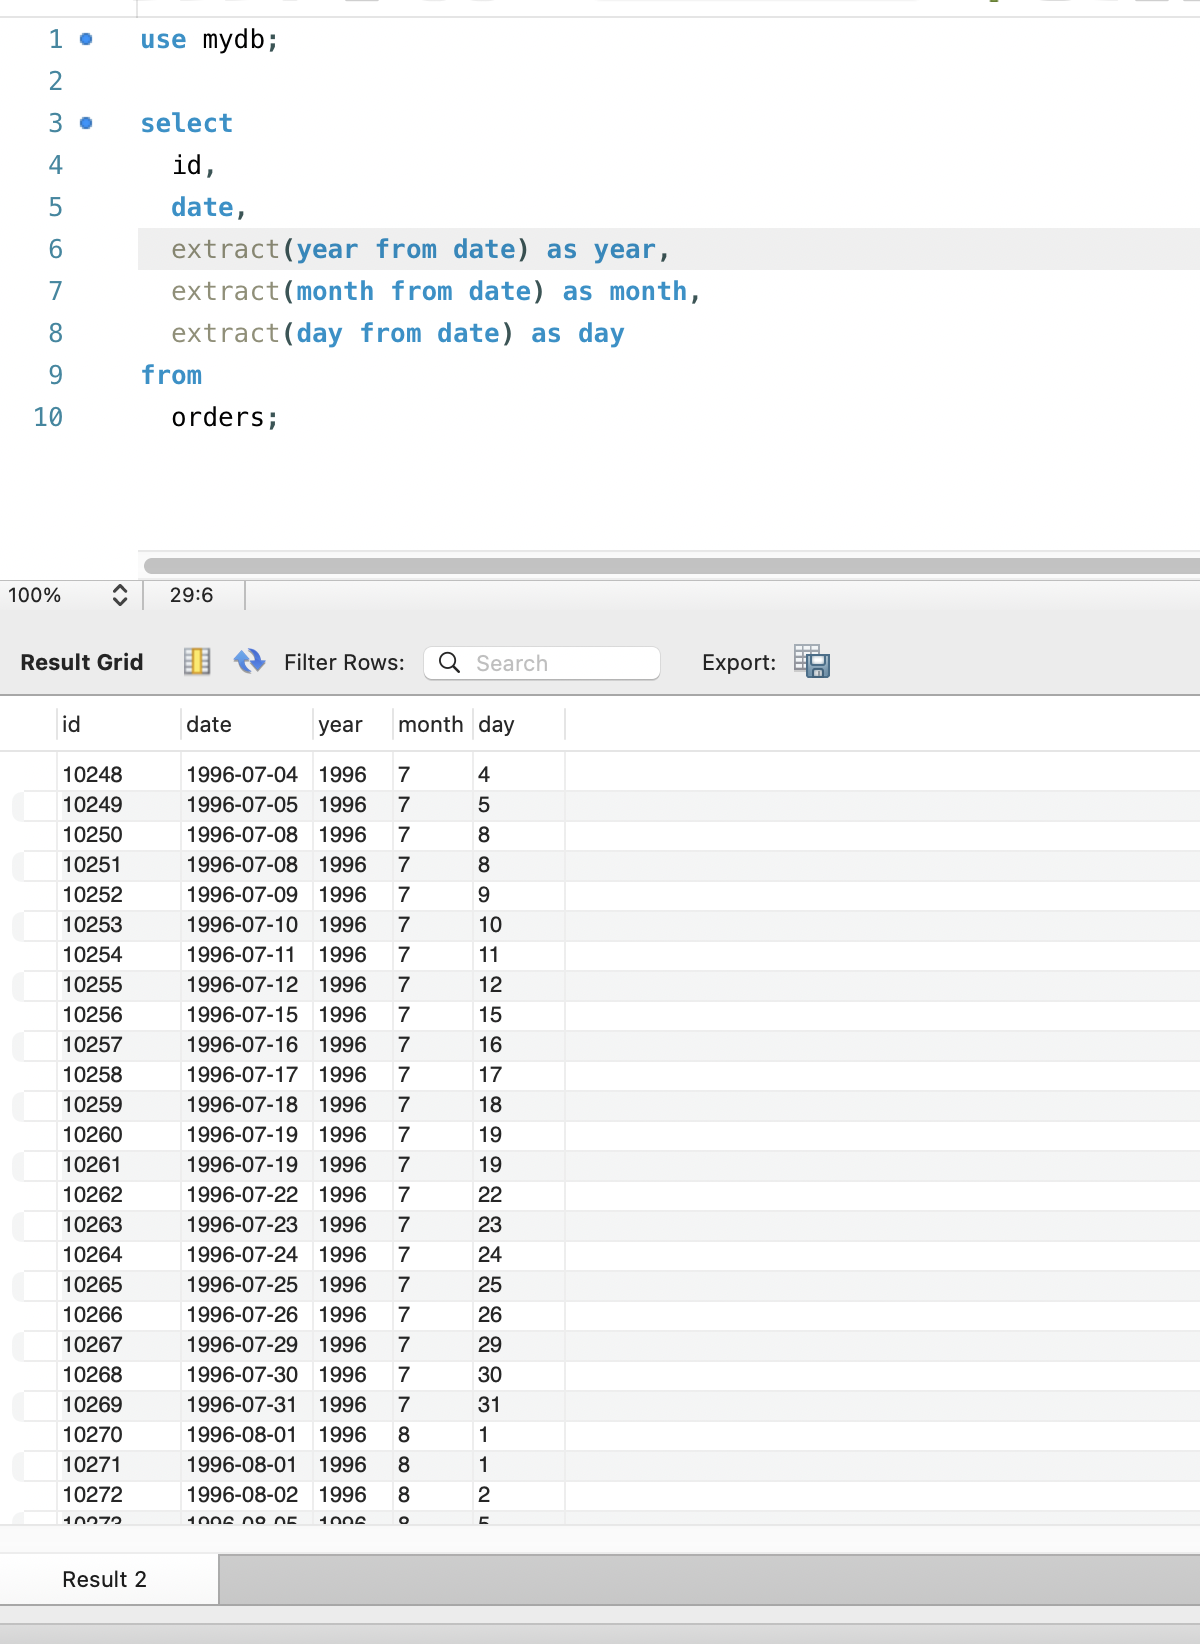 1 use mydb;
2
3 select
4 id,
5 date,
6 extract(year from date) as year,
7 extract(month from date) as month,
8 extract(day from date) as day
9 from
10 orders;
100% 29:6
Result Grid Filter Rows: Search Export:
id date year month day
10248 1996-07-04 1996 7 4
10249 1996-07-05 1996 7 5
10250 1996-07-08 1996 7 8
10251 1996-07-08 1996 7 8
10252 1996-07-09 1996 7 9
10253 1996-07-10 1996 7 10
10254 1996-07-11 1996 7 11
10255 1996-07-12 1996 7 12
10256 1996-07-15 1996 7 15
10257 1996-07-16 1996 7 16
10258 1996-07-17 1996 7 17
10259 1996-07-18 1996 7 18
10260 1996-07-19 1996 7 19
10261 1996-07-19 1996 7 19
10262 1996-07-22 1996 7 22
10263 1996-07-23 1996 7 23
10264 1996-07-24 1996 7 24
10265 1996-07-25 1996 7 25
10266 1996-07-26 1996 7 26
10267 1996-07-29 1996 7 29
10268 1996-07-30 1996 7 30
10269 1996-07-31 1996 7 31
10270 1996-08-01 1996 8 1
10271 1996-08-01 1996 8 1
10272 1996-08-02 1996 8 2
10273 1996-08-05 1996 8 5
Result 2